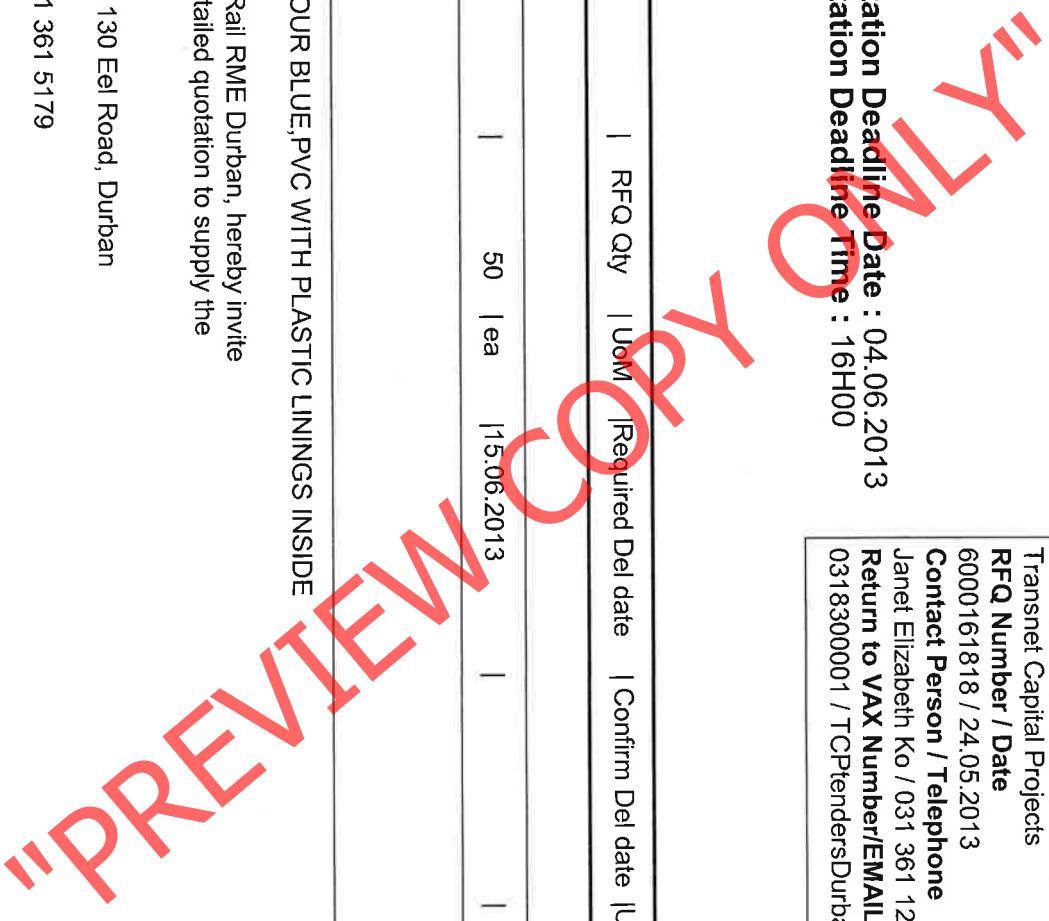 Transnet Capital Projects
RFQ Number / Date
6000161818 / 24.05.2013
Contact Person / Telephone
Janet Elizabeth Ko / 031 361 12
Return to VAX Number/EMAIL
0318300001 / TCPtendersDurba
ation Deadline Date : 04.06.2013
ation Deadline Time : 16H00
| RFQ Qty | UoM |Required Del date | Confirm Del date |U
| 50 | ea |15.06.2013 | |
OUR BLUE,PVC WITH PLASTIC LININGS INSIDE
Rail RME Durban, hereby invite
tailed quotation to supply the
130 Eel Road, Durban
1 361 5179
"PREVIEW COPY ONLY"